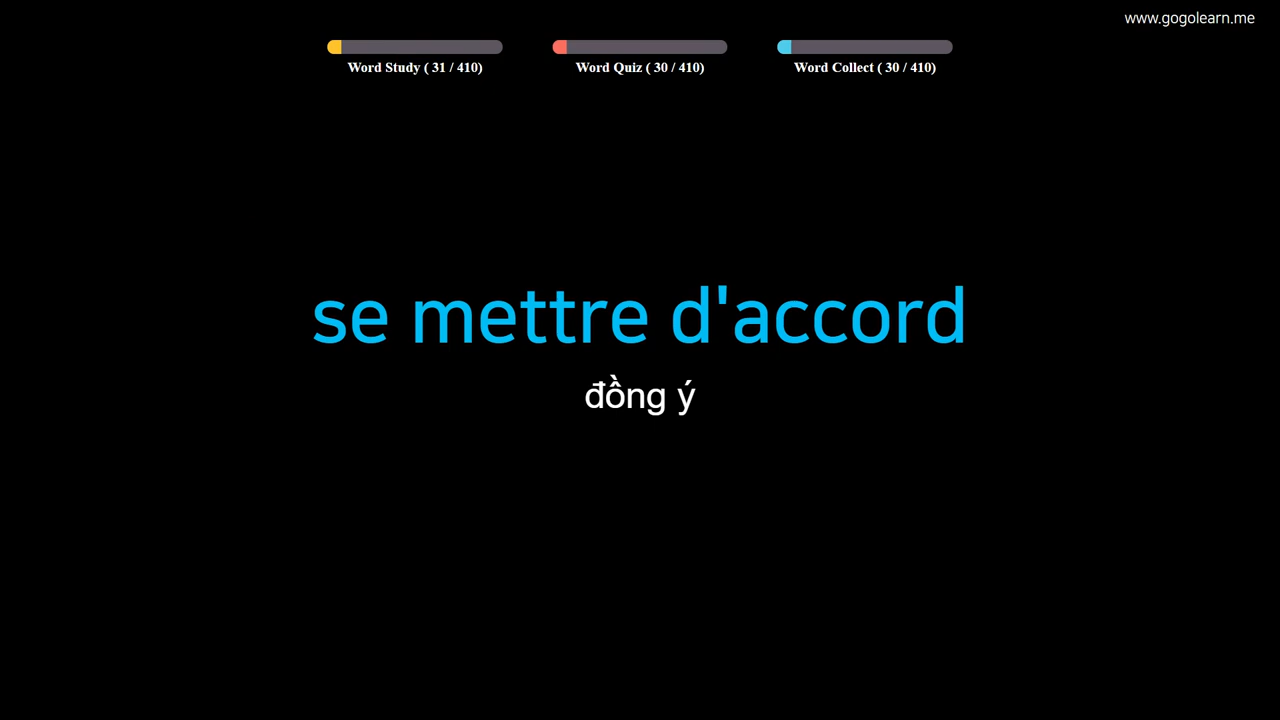 www.gogolearn.me
Word Study ( 31 / 410)
Word Quiz ( 30 / 410)
Word Collect ( 30 / 410)
se mettre d'accord
đồng ý